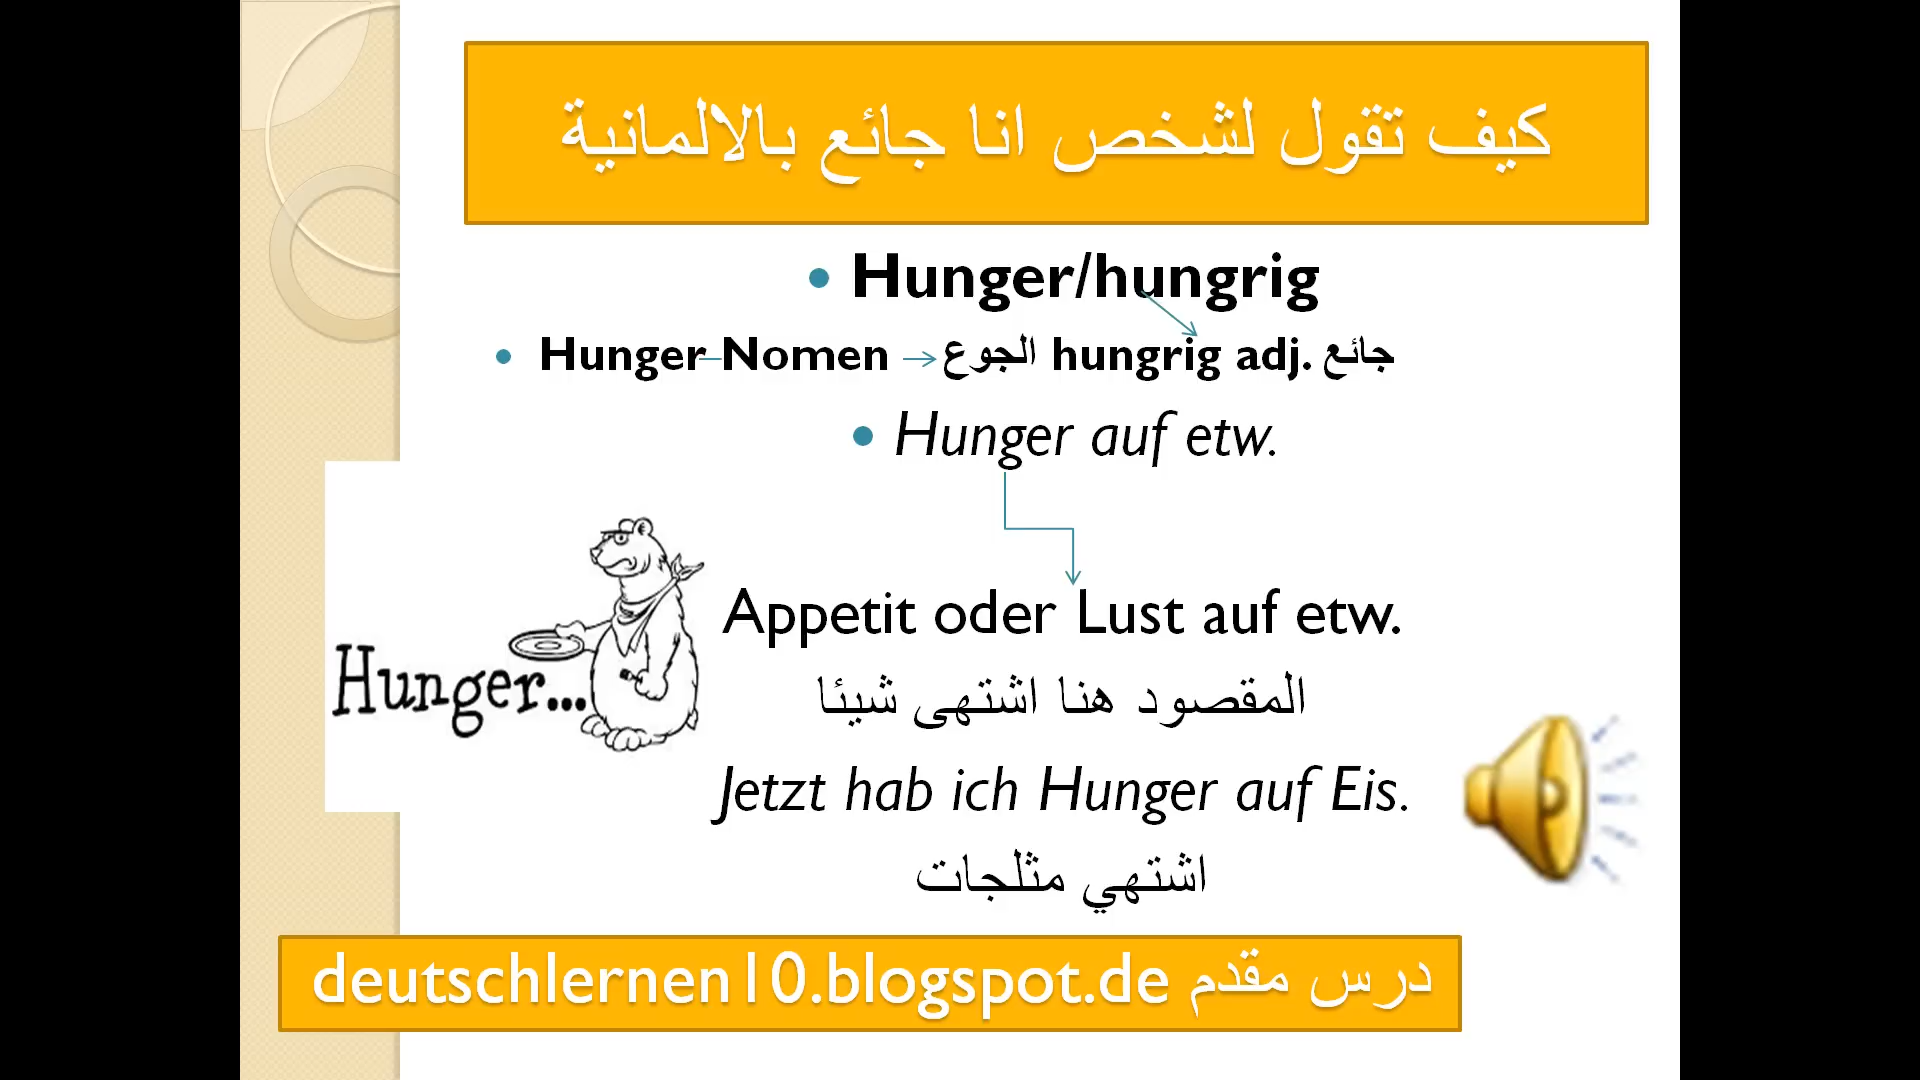 كيف تقول لشخص انا جائع بالالمانية
Hunger/hungrig
Hunger Nomen الجوع hungrig adj. جائع
Hunger auf etw.
Hunger...
Appetit oder Lust auf etw.
المقصود هنا اشتهى شيئا
Jetzt hab ich Hunger auf Eis.
اشتهي مثلجات
deutschlernen10.blogspot.de درس مقدم